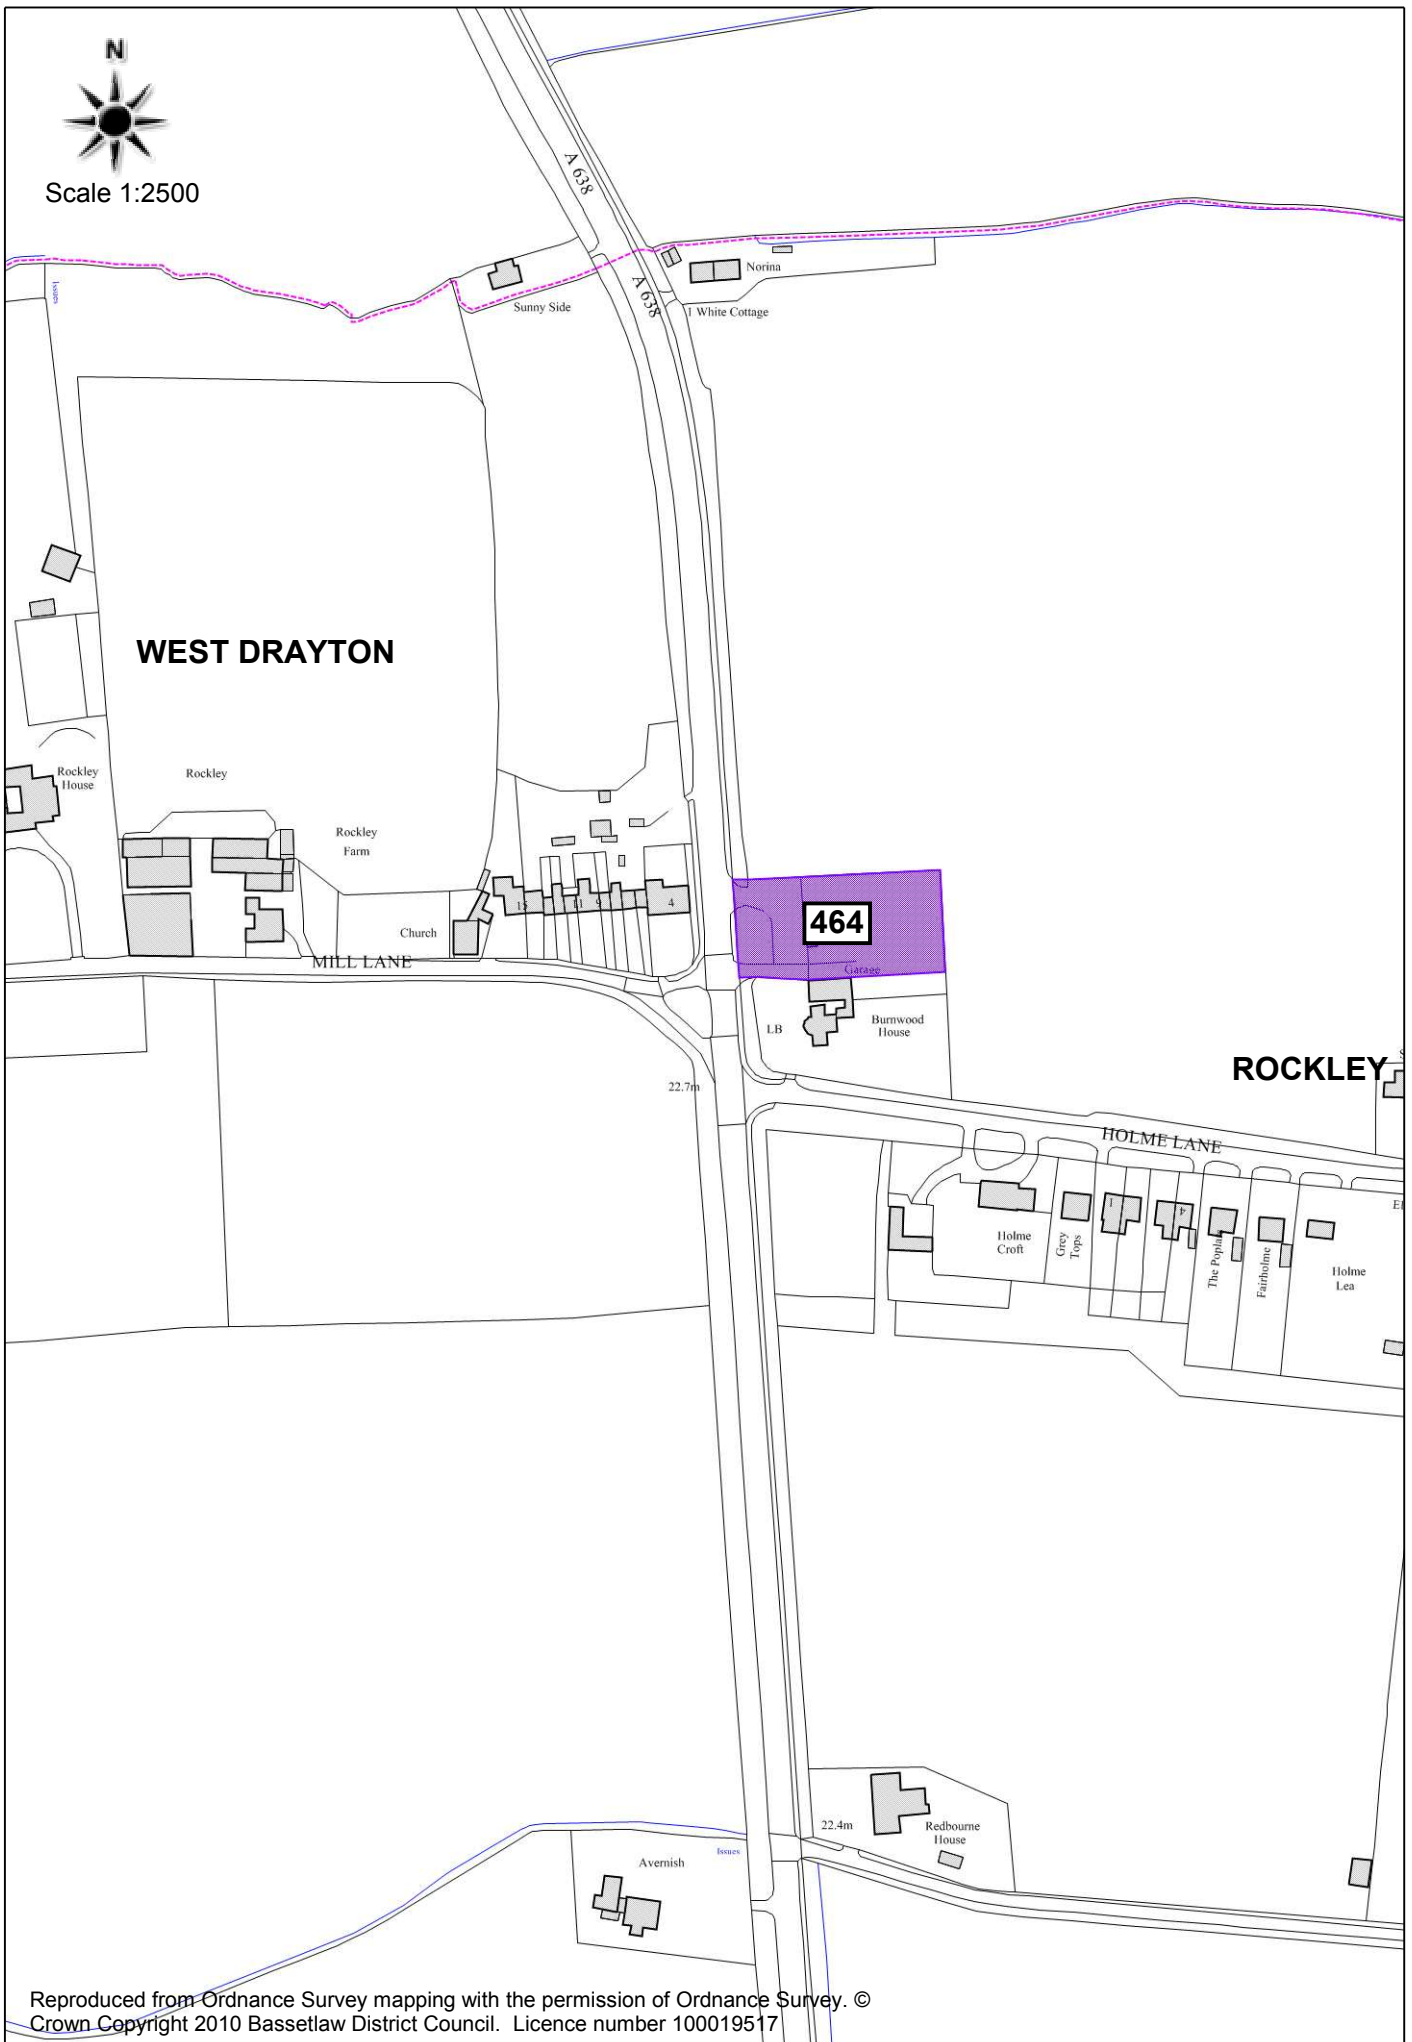 N
Scale 1:2500
A 638
A 638
Issues
Sunny Side
Norina
1 White Cottage
WEST DRAYTON
Rockley
House
Rockley
Rockley
Farm
Church
15
11
9
4
MILL LANE
464
Garage
LB
Burnwood
House
22.7m
ROCKLEY
HOLME LANE
Holme
Croft
Grey
Tops
1
4
The Poplars
Fairholme
Holme
Lea
22.4m
Redbourne
House
Avernish
Issues
Reproduced from Ordnance Survey mapping with the permission of Ordnance Survey. ©
Crown Copyright 2010 Bassetlaw District Council. Licence number 100019517